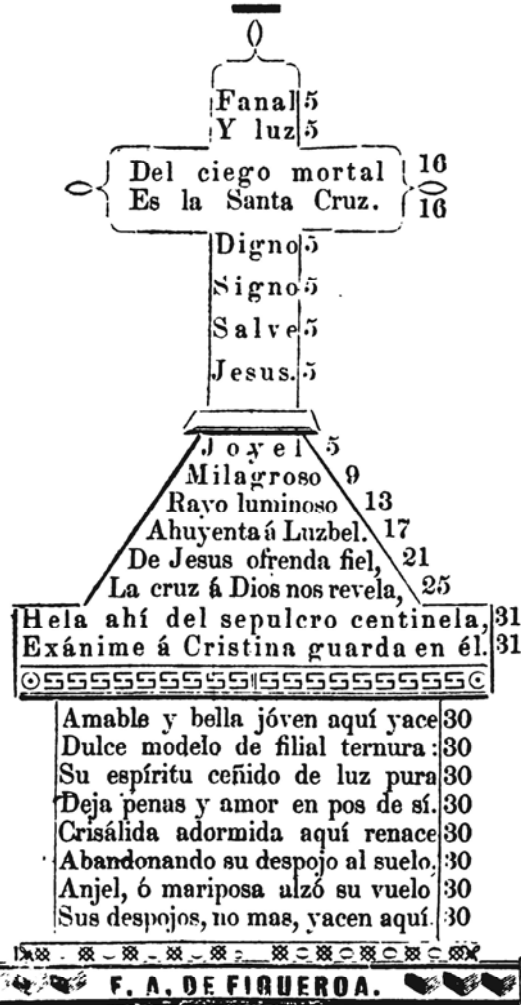 Fanal 5
Y luz 5
Del ciego mortal 16
Es la Santa Cruz. 16
Digno 5
Signo 5
Salve 5
Jesus. 5
Joyel 5
Milagroso 9
Rayo luminoso 13
Ahuyenta á Luzbel. 17
De Jesus ofrenda fiel, 21
La cruz á Dios nos revela, 25
Hela ahí del sepulcro centinela, 31
Exánime á Cristina guarda en él. 31
Amable y bella jóven aquí yace 30
Dulce modelo de filial ternura: 30
Su espíritu ceñido de luz pura 30
Deja penas y amor en pos de sí. 30
Crisálida adormida aquí renace 30
Abandonando su despojo al suelo, 30
Anjel, ó mariposa alzó su vuelo 30
Sus despojos, no mas, yacen aquí. 30
F. A. DE FIGUEROA.